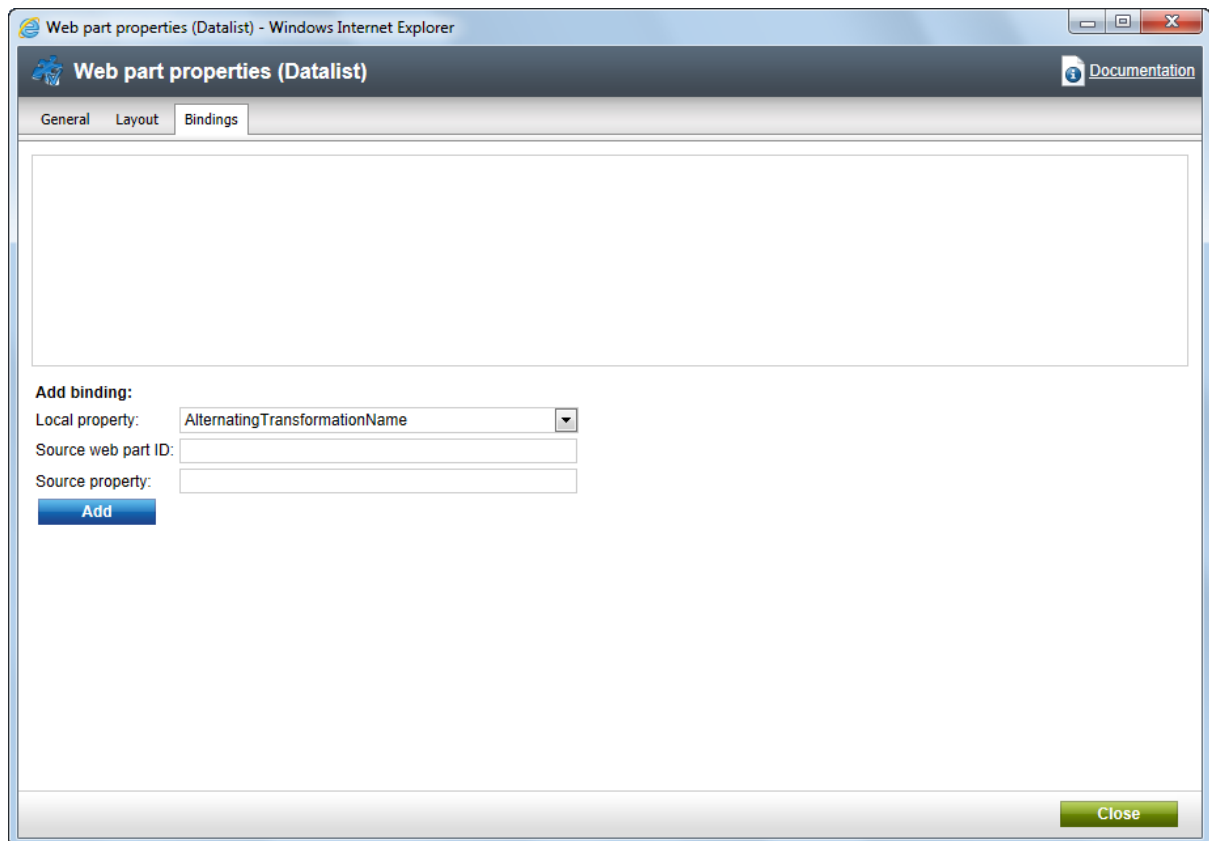 Web part properties (Datalist) - Windows Internet Explorer
Web part properties (Datalist)
Documentation
General Layout Bindings
Add binding:
Local property: AlternatingTransformationName
Source web part ID:
Source property:
Add
Close